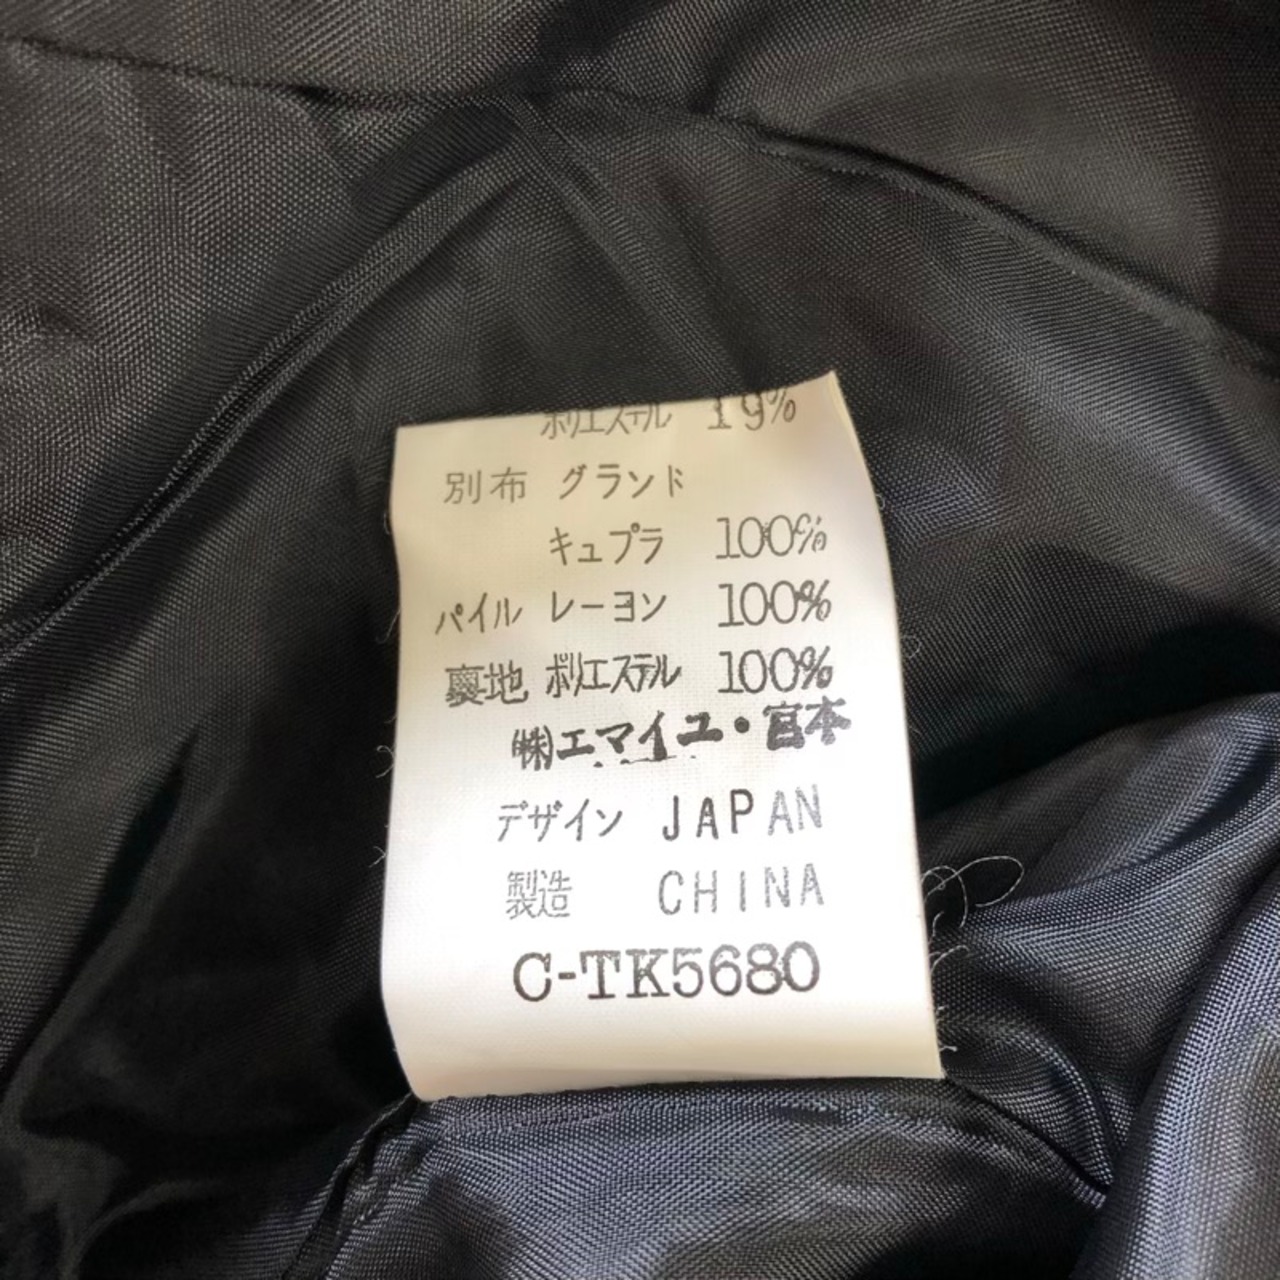 ポリエステル 19%
別布 グランド
キュプラ 100%
パイル レーヨン 100%
裏地 ポリエステル 100%
㈱エマイユ・宮本
デザイン JAPAN
製造 CHINA
C-TK5680